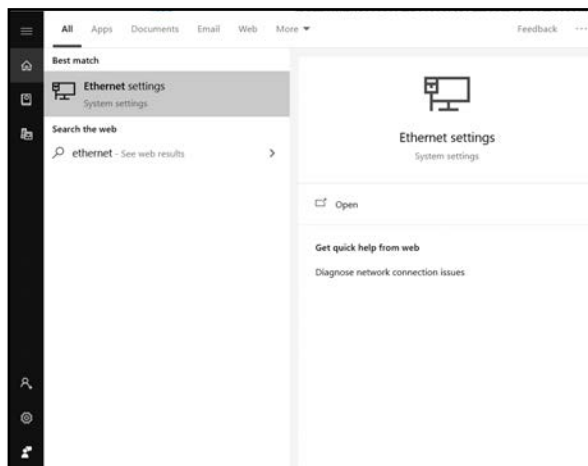 All Apps Documents Email Web More Feedback ...
Best match
Ethernet settings
System settings
Search the web
ethernet - See web results
Ethernet settings
System settings
Open
Get quick help from web
Diagnose network connection issues